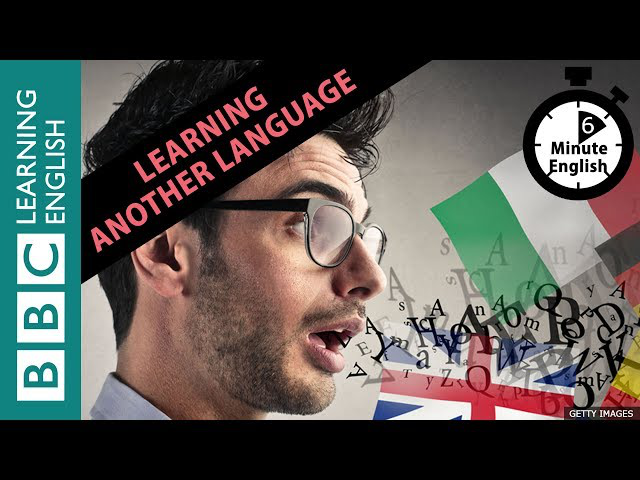 BBC
LEARNING
ENGLISH
LEARNING
ANOTHER LANGUAGE
6
Minute
English
GETTY IMAGES